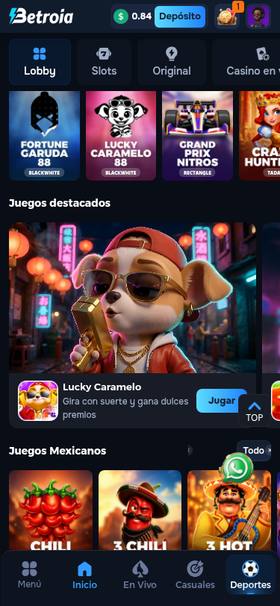 Betroia
$ 0.84 Depósito
1
Lobby
Slots
Original
Casino en
FORTUNE
GARUDA
88
BLACKWHITE
LUCKY
CARAMELO
88
BLACKWHITE
GRAND
PRIX
NITROS
RECTANGLE
CRA
HUNT
TADA
Juegos destacados
Lucky Caramelo
Gira con suerte y gana dulces
premios
Jugar
TOP
Juegos Mexicanos
Todo
CHILI
3 CHILI
3 HOT
Menú
Inicio
En Vivo
Casuales
Deportes